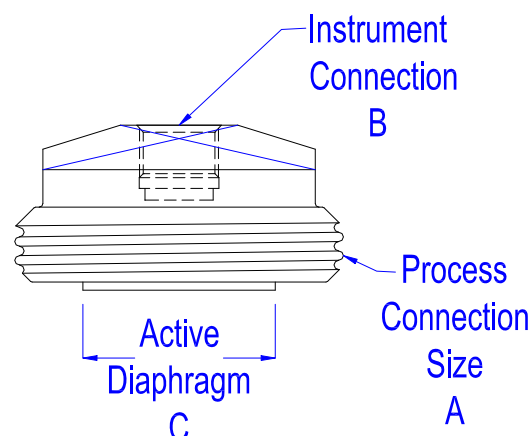 Instrument
Connection
B
Process
Connection
Size
A
Active
Diaphragm
C